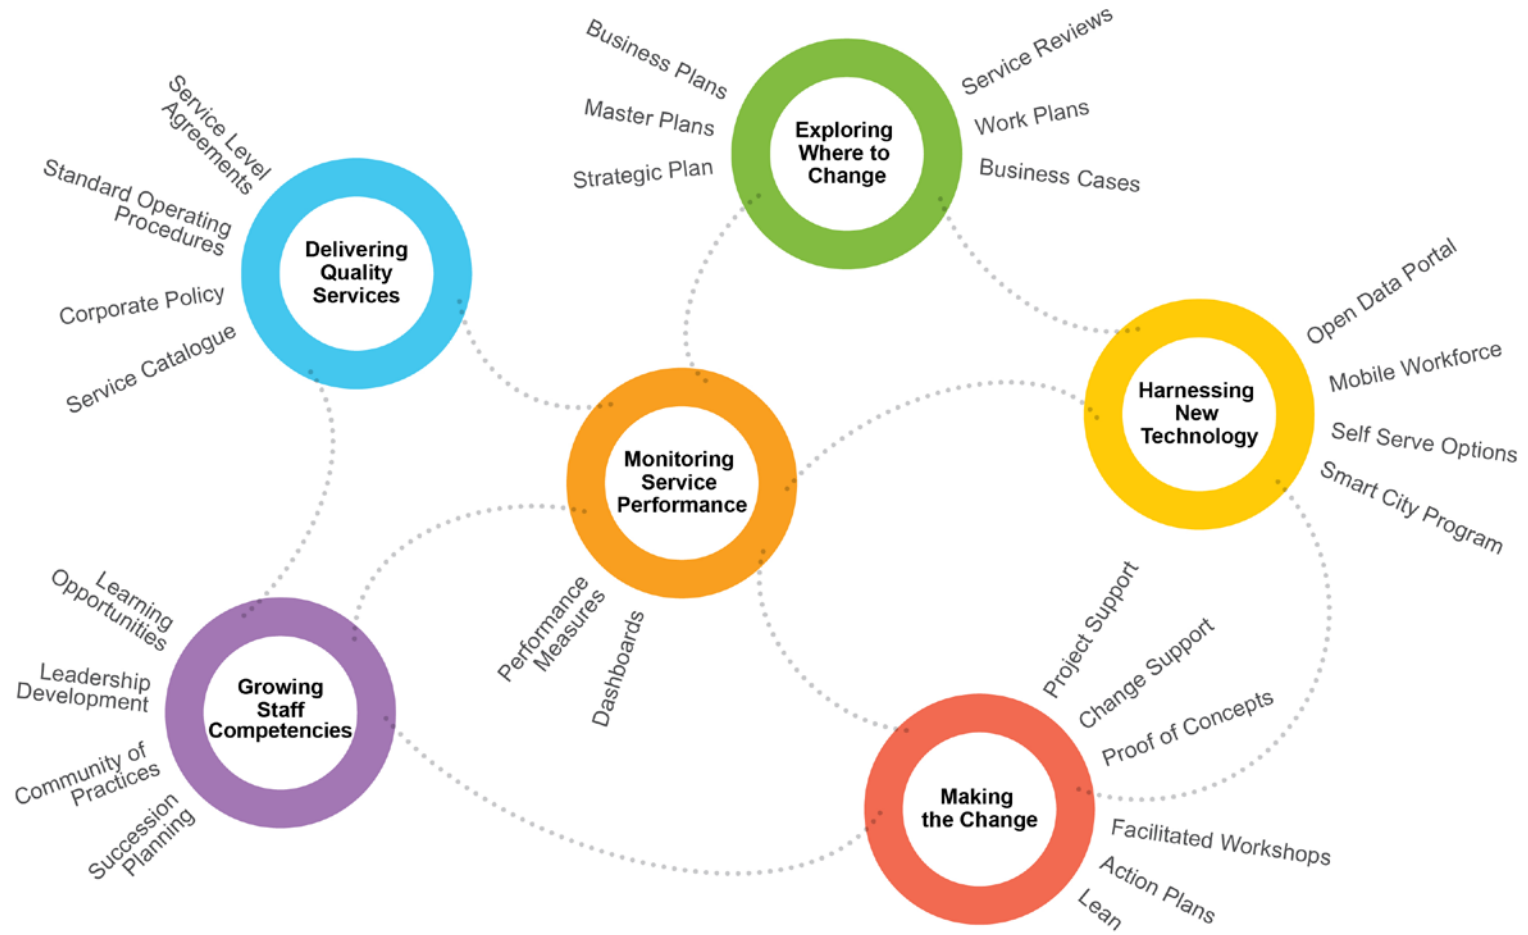 Business Plans
Master Plans
Strategic Plan
Exploring
Where to
Change
Service Reviews
Work Plans
Business Cases
Service Level
Agreements
Standard Operating
Procedures
Corporate Policy
Service Catalogue
Delivering
Quality
Services
Open Data Portal
Mobile Workforce
Self Serve Options
Smart City Program
Harnessing
New
Technology
Monitoring
Service
Performance
Performance
Measures
Dashboards
Learning
Opportunities
Leadership
Development
Community of
Practices
Succession
Planning
Growing
Staff
Competencies
Project Support
Change Support
Proof of Concepts
Facilitated Workshops
Action Plans
Lean
Making
the Change